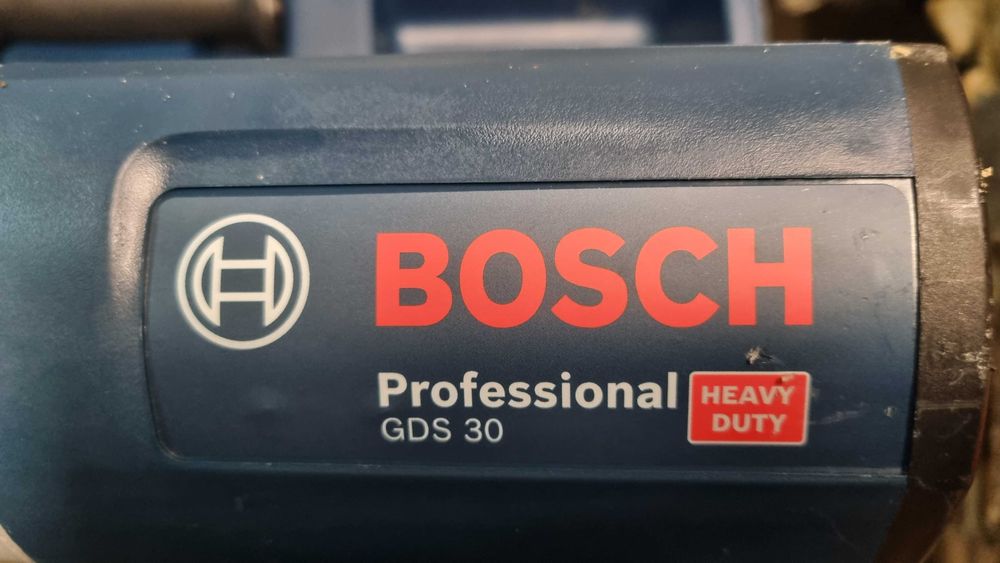 BOSCH
Professional
GDS 30
HEAVY
DUTY